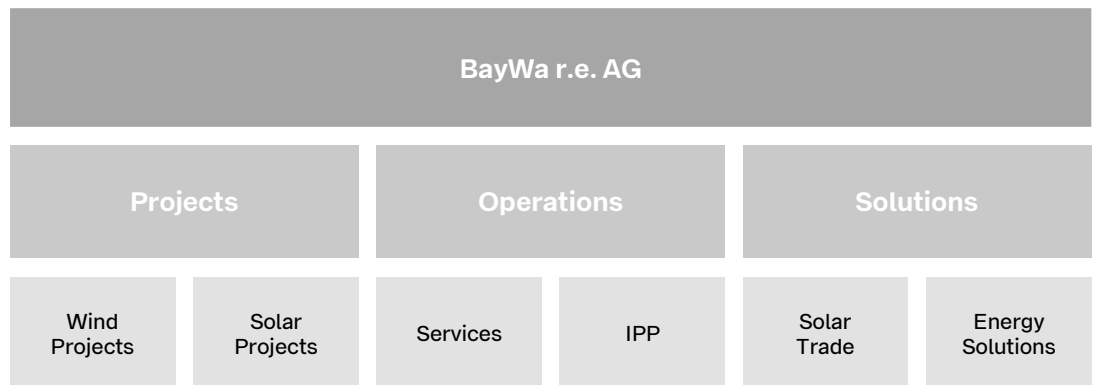 BayWa r.e. AG
Projects
Operations
Solutions
Wind
Projects
Solar
Projects
Services
IPP
Solar
Trade
Energy
Solutions